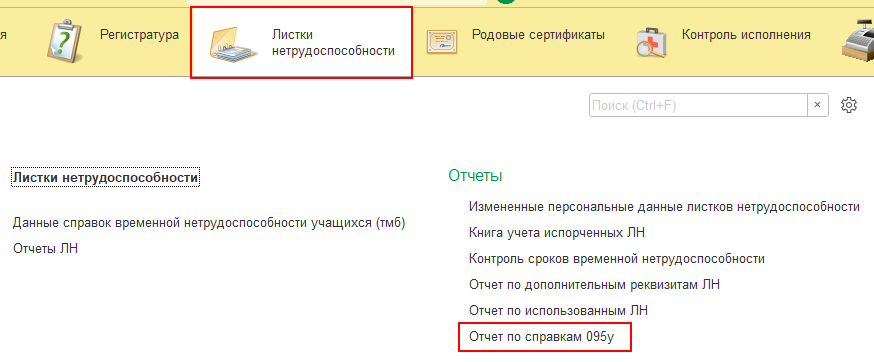 я
Регистратура
Листки
нетрудоспособности
Родовые сертификаты
Контроль исполнения
Поиск (Ctrl+F)
×
Листки нетрудоспособности
Данные справок временной нетрудоспособности учащихся (тмб)
Отчеты ЛН
Отчеты
Измененные персональные данные листков нетрудоспособности
Книга учета испорченных ЛН
Контроль сроков временной нетрудоспособности
Отчет по дополнительным реквизитам ЛН
Отчет по использованным ЛН
Отчет по справкам 095у